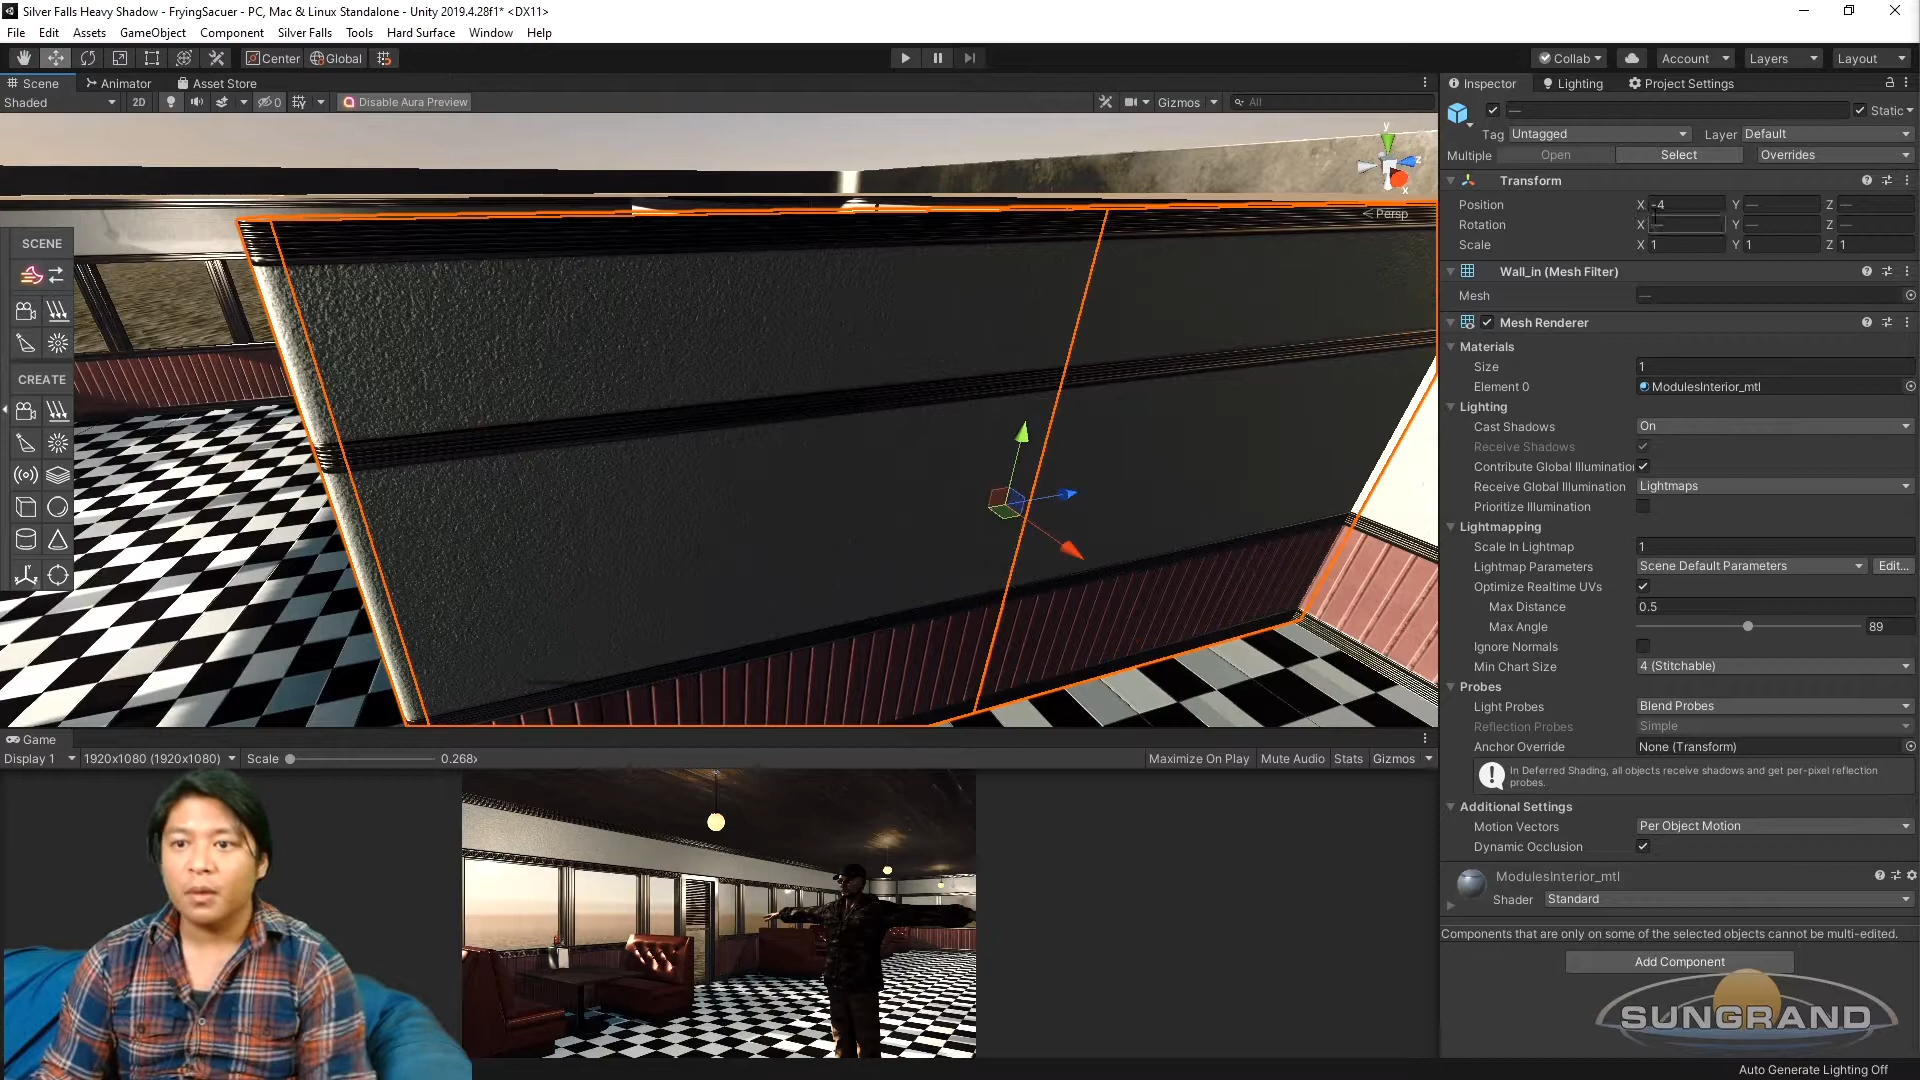 Silver Falls Heavy Shadow - FryingSacuer - PC, Mac & Linux Standalone - Unity 2019.4.28f1* <DX11>
File Edit Assets GameObject Component Silver Falls Tools Hard Surface Window Help
Center Global Collab Account Layers Layout
Scene Animator Asset Store Inspector Lighting Project Settings
Shaded 2D 0 Disable Aura Preview Gizmos All
Static
Tag Untagged Layer Default
Multiple Open Select Overrides
Transform
Position X -4 Y — Z —
Rotation X — Y — Z —
Scale X 1 Y 1 Z 1
Wall_in (Mesh Filter)
Mesh —
Mesh Renderer
Materials
Size 1
Element 0 ModulesInterior_mtl
Lighting
Cast Shadows On
Receive Shadows
Contribute Global Illumination
Receive Global Illumination Lightmaps
Prioritize Illumination
Lightmapping
Scale In Lightmap 1
Lightmap Parameters Scene Default Parameters Edit...
Optimize Realtime UVs
Max Distance 0.5
Max Angle 89
Ignore Normals
Min Chart Size 4 (Stitchable)
Probes
Light Probes Blend Probes
Reflection Probes Simple
Anchor Override None (Transform)
In Deferred Shading, all objects receive shadows and get per-pixel reflection
probes.
Additional Settings
Motion Vectors Per Object Motion
Dynamic Occlusion
ModulesInterior_mtl
Shader Standard
Components that are only on some of the selected objects cannot be multi-edited.
Add Component
SUNGRAND
Auto Generate Lighting Off
y
z
x
< Persp
SCENE
CREATE
Game
Display 1 1920x1080 (1920x1080) Scale 0.268x Maximize On Play Mute Audio Stats Gizmos